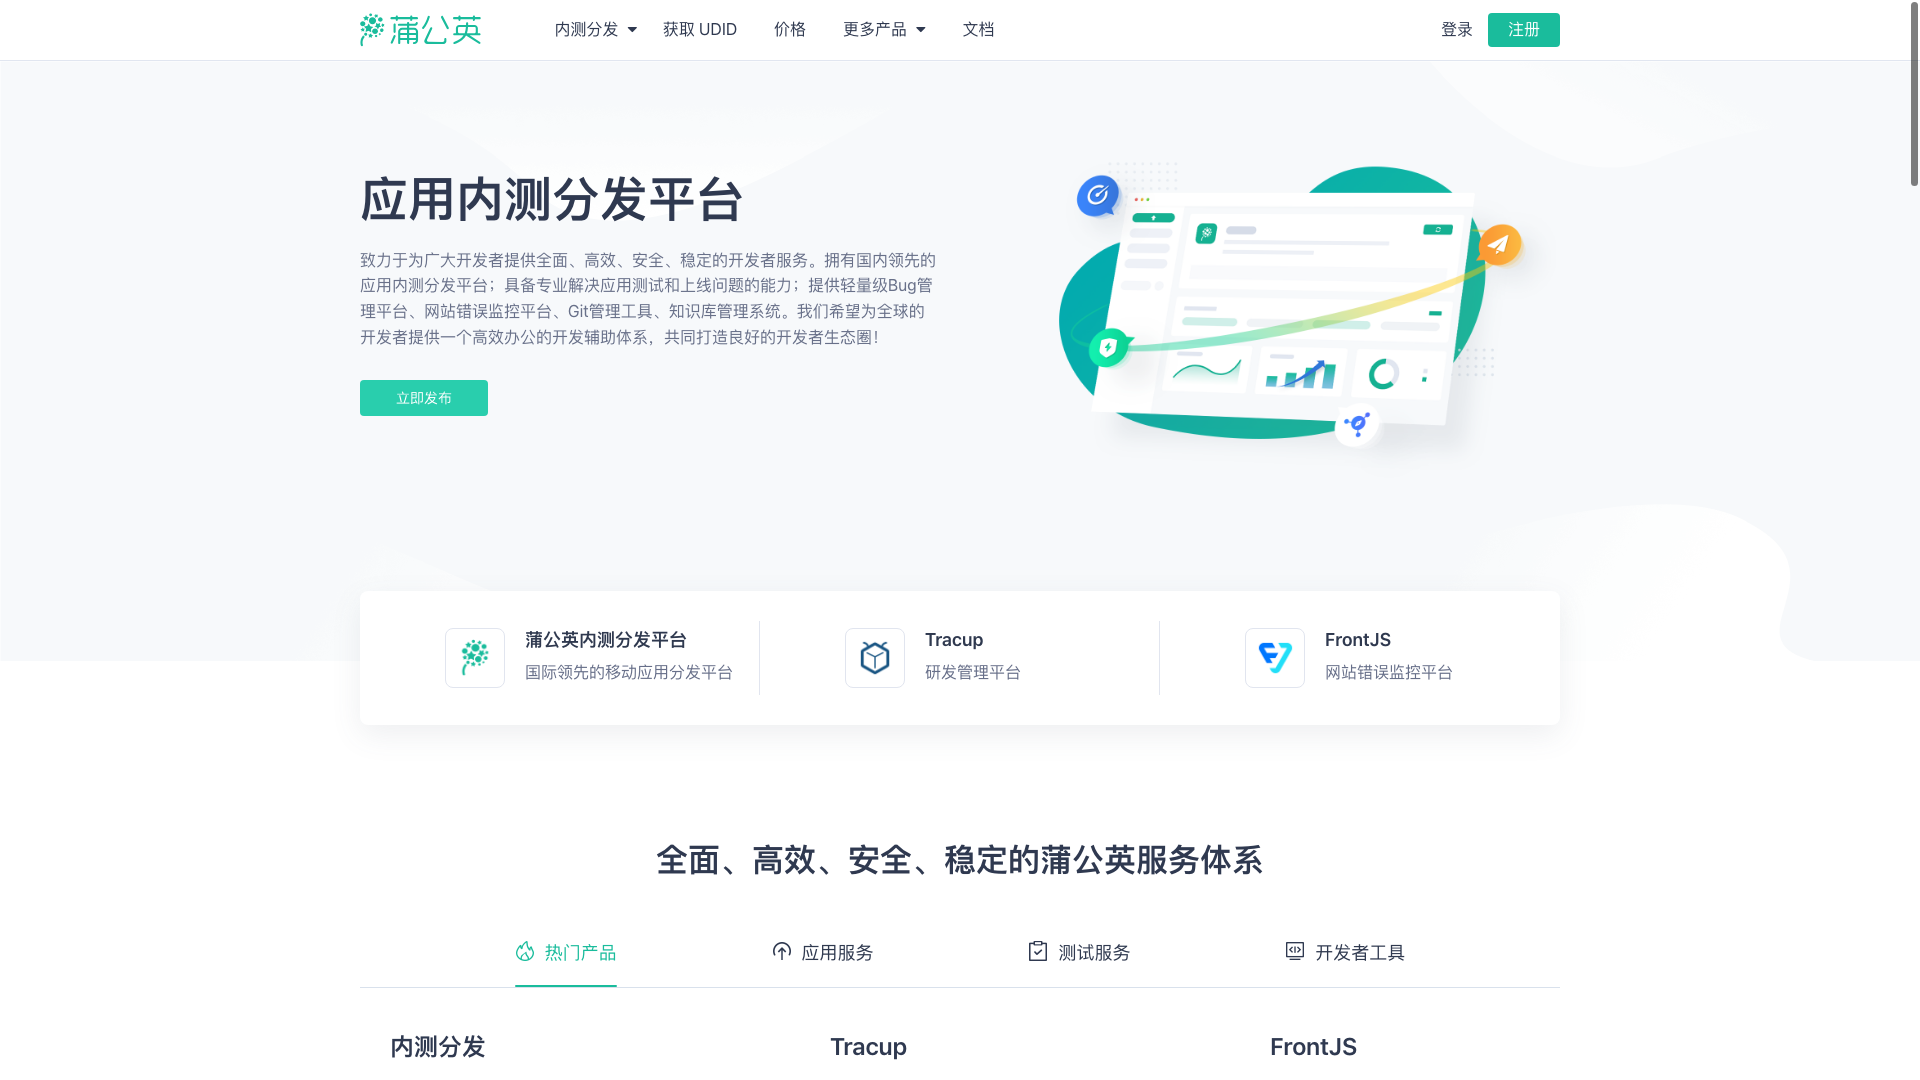 蒲公英
内测分发
获取 UDID
价格
更多产品
文档
登录
注册
应用内测分发平台
致力于为广大开发者提供全面、高效、安全、稳定的开发者服务。拥有国内领先的
应用内测分发平台；具备专业解决应用测试和上线问题的能力；提供轻量级Bug管
理平台、网站错误监控平台、Git管理工具、知识库管理系统。我们希望为全球的
开发者提供一个高效办公的开发辅助体系，共同打造良好的开发者生态圈！
立即发布
蒲公英内测分发平台
国际领先的移动应用分发平台
Tracup
研发管理平台
FrontJS
网站错误监控平台
全面、高效、安全、稳定的蒲公英服务体系
热门产品
应用服务
测试服务
开发者工具
内测分发
Tracup
FrontJS